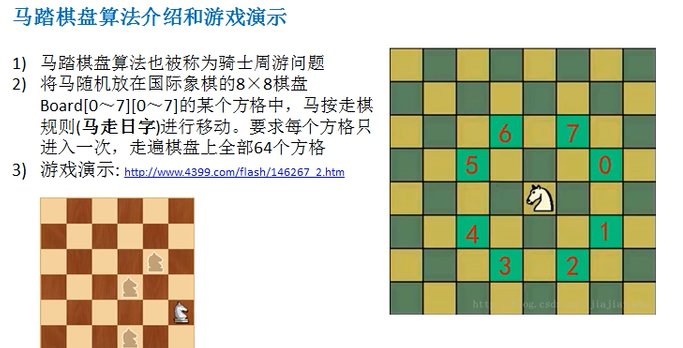 马踏棋盘算法介绍和游戏演示
1) 马踏棋盘算法也被称为骑士周游问题
2) 将马随机放在国际象棋的8×8棋盘
Board[0～7][0～7]的某个方格中，马按走棋
规则(马走日字)进行移动。要求每个方格只
进入一次，走遍棋盘上全部64个方格
3) 游戏演示: http://www.4399.com/flash/146267_2.htm
6 7
5 0
4 1
3 2